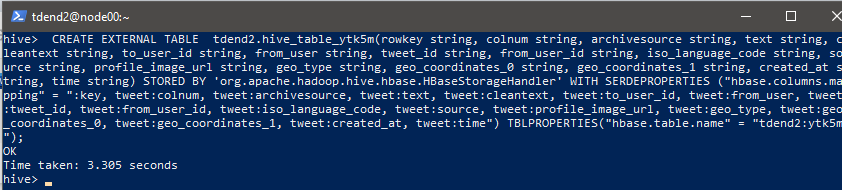 tdend2@node00:~
hive>  CREATE EXTERNAL TABLE  tdend2.hive_table_ytk5m(rowkey string, colnum string, archivesource string, text string, c
leantext string, to_user_id string, from_user string, tweet_id string, from_user_id string, iso_language_code string, so
urce string, profile_image_url string, geo_type string, geo_coordinates_0 string, geo_coordinates_1 string, created_at s
tring, time string) STORED BY 'org.apache.hadoop.hive.hbase.HBaseStorageHandler' WITH SERDEPROPERTIES ("hbase.columns.ma
pping" = ":key, tweet:colnum, tweet:archivesource, tweet:text, tweet:cleantext, tweet:to_user_id, tweet:from_user, tweet
:tweet_id, tweet:from_user_id, tweet:iso_language_code, tweet:source, tweet:profile_image_url, tweet:geo_type, tweet:geo
_coordinates_0, tweet:geo_coordinates_1, tweet:created_at, tweet:time") TBLPROPERTIES("hbase.table.name" = "tdend2:ytk5m
");
OK
Time taken: 3.305 seconds
hive>